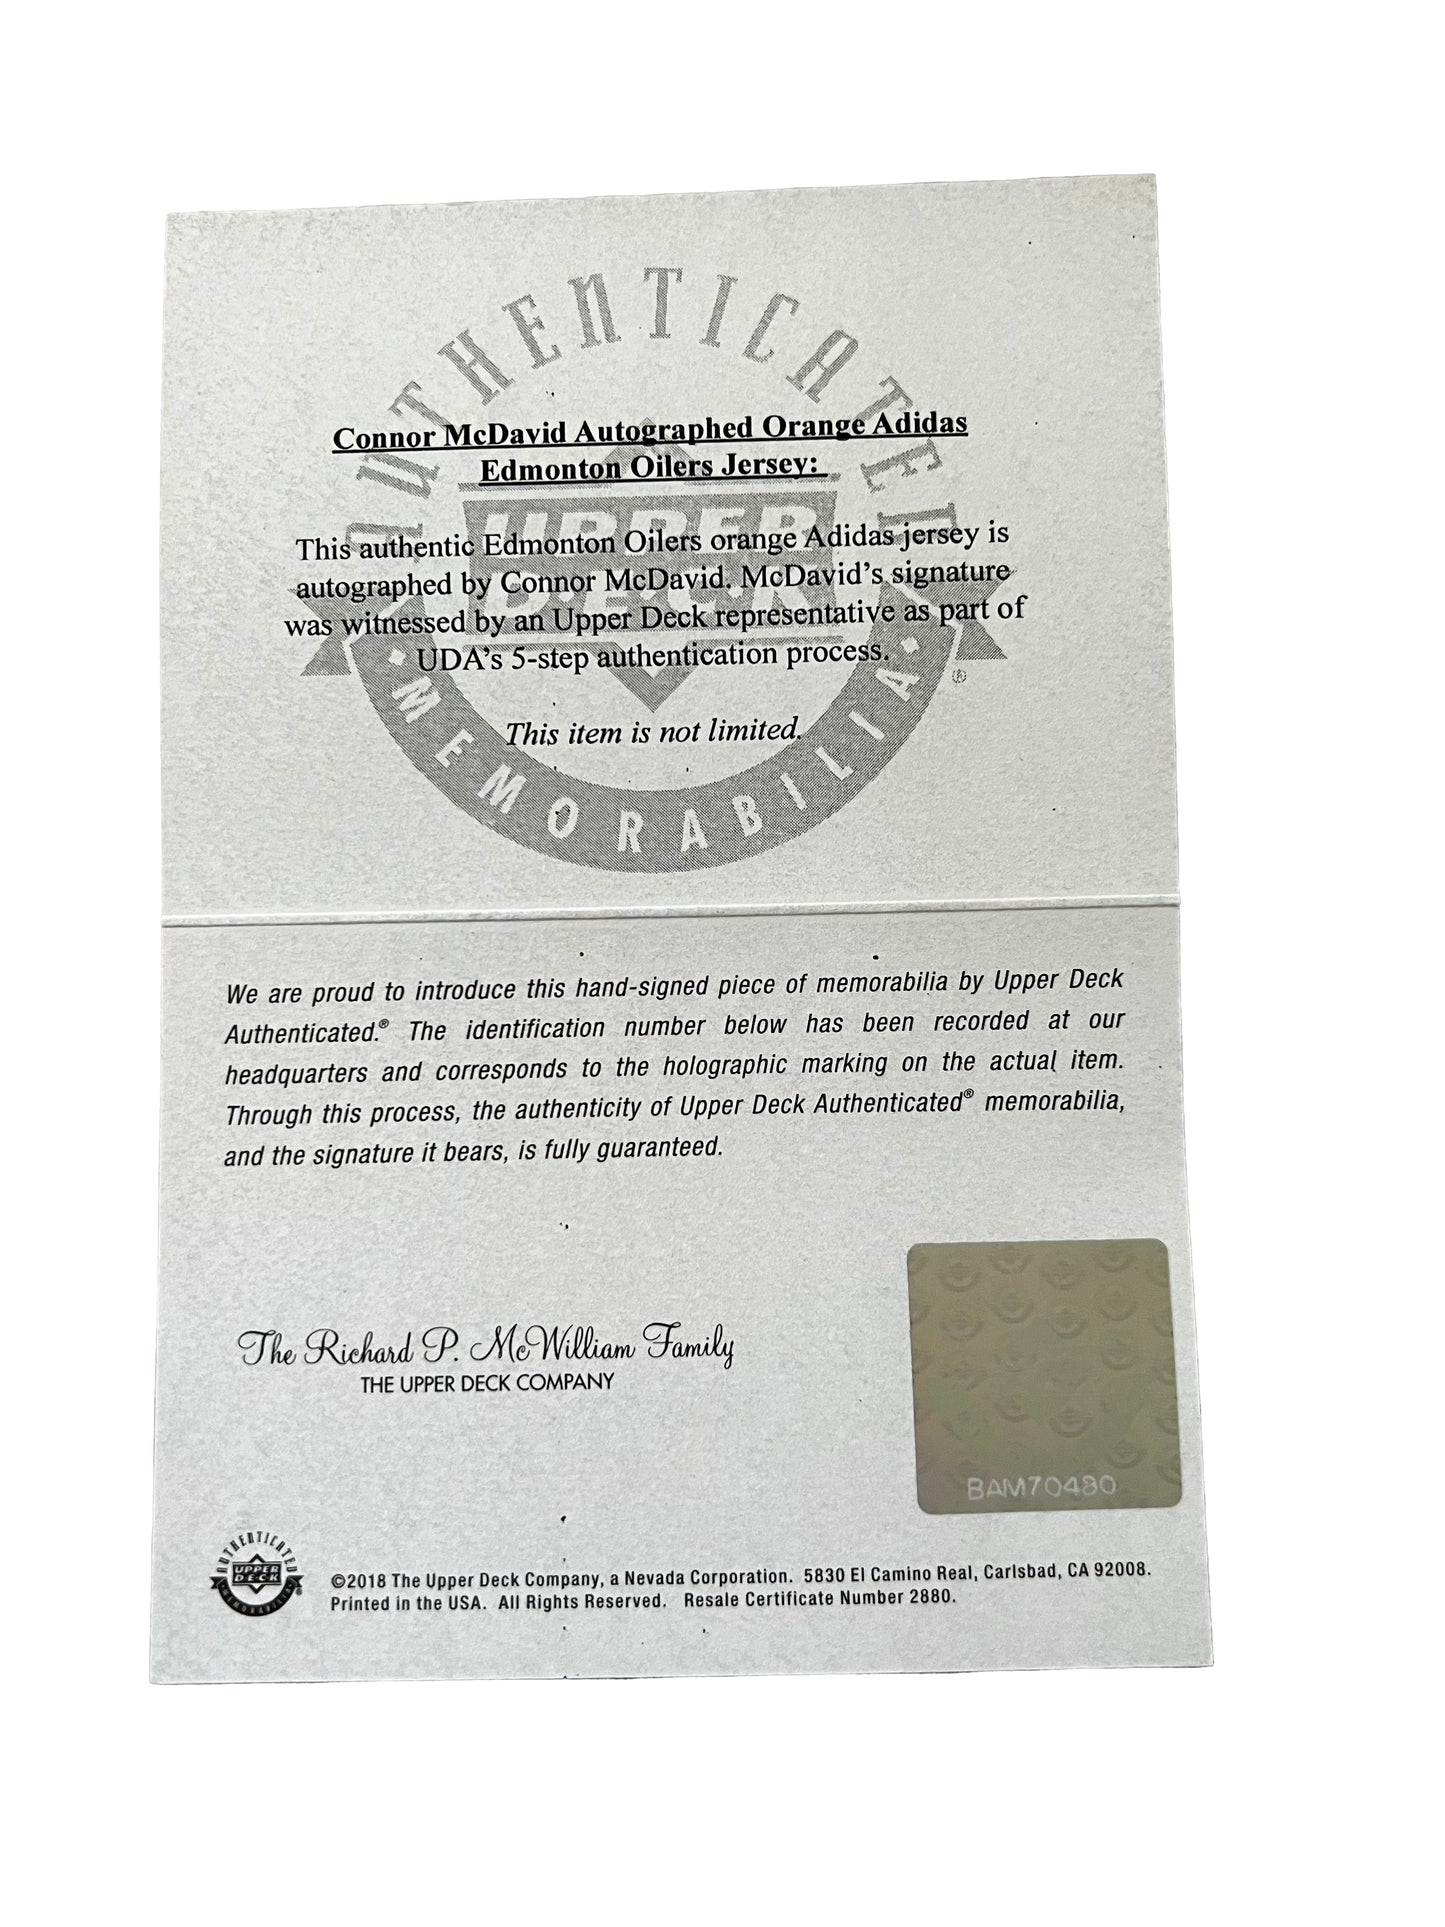 AUTHENTICATED
Connor McDavid Autographed Orange Adidas
Edmonton Oilers Jersey:
UPPER
DECK
This authentic Edmonton Oilers orange Adidas jersey is
autographed by Connor McDavid. McDavid's signature
was witnessed by an Upper Deck representative as part of
UDA's 5-step authentication process.
This item is not limited.
MEMORABILIA
®
We are proud to introduce this hand-signed piece of memorabilia by Upper Deck
Authenticated.® The identification number below has been recorded at our
headquarters and corresponds to the holographic marking on the actual item.
Through this process, the authenticity of Upper Deck Authenticated® memorabilia,
and the signature it bears, is fully guaranteed.
The Richard P. McWilliam Family
THE UPPER DECK COMPANY
BAM70480
AUTHENTICATED
UPPER
DECK
MEMORABILIA
®
©2018 The Upper Deck Company, a Nevada Corporation. 5830 El Camino Real, Carlsbad, CA 92008.
Printed in the USA. All Rights Reserved. Resale Certificate Number 2880.